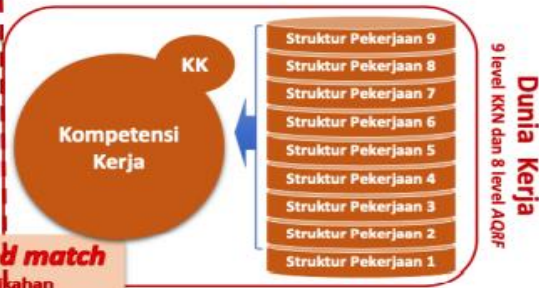 KK
Kompetensi
Kerja
Struktur Pekerjaan 9
Struktur Pekerjaan 8
Struktur Pekerjaan 7
Struktur Pekerjaan 6
Struktur Pekerjaan 5
Struktur Pekerjaan 4
Struktur Pekerjaan 3
Struktur Pekerjaan 2
Struktur Pekerjaan 1
Dunia Kerja
9 level KKN dan 8 level AQRF
d match